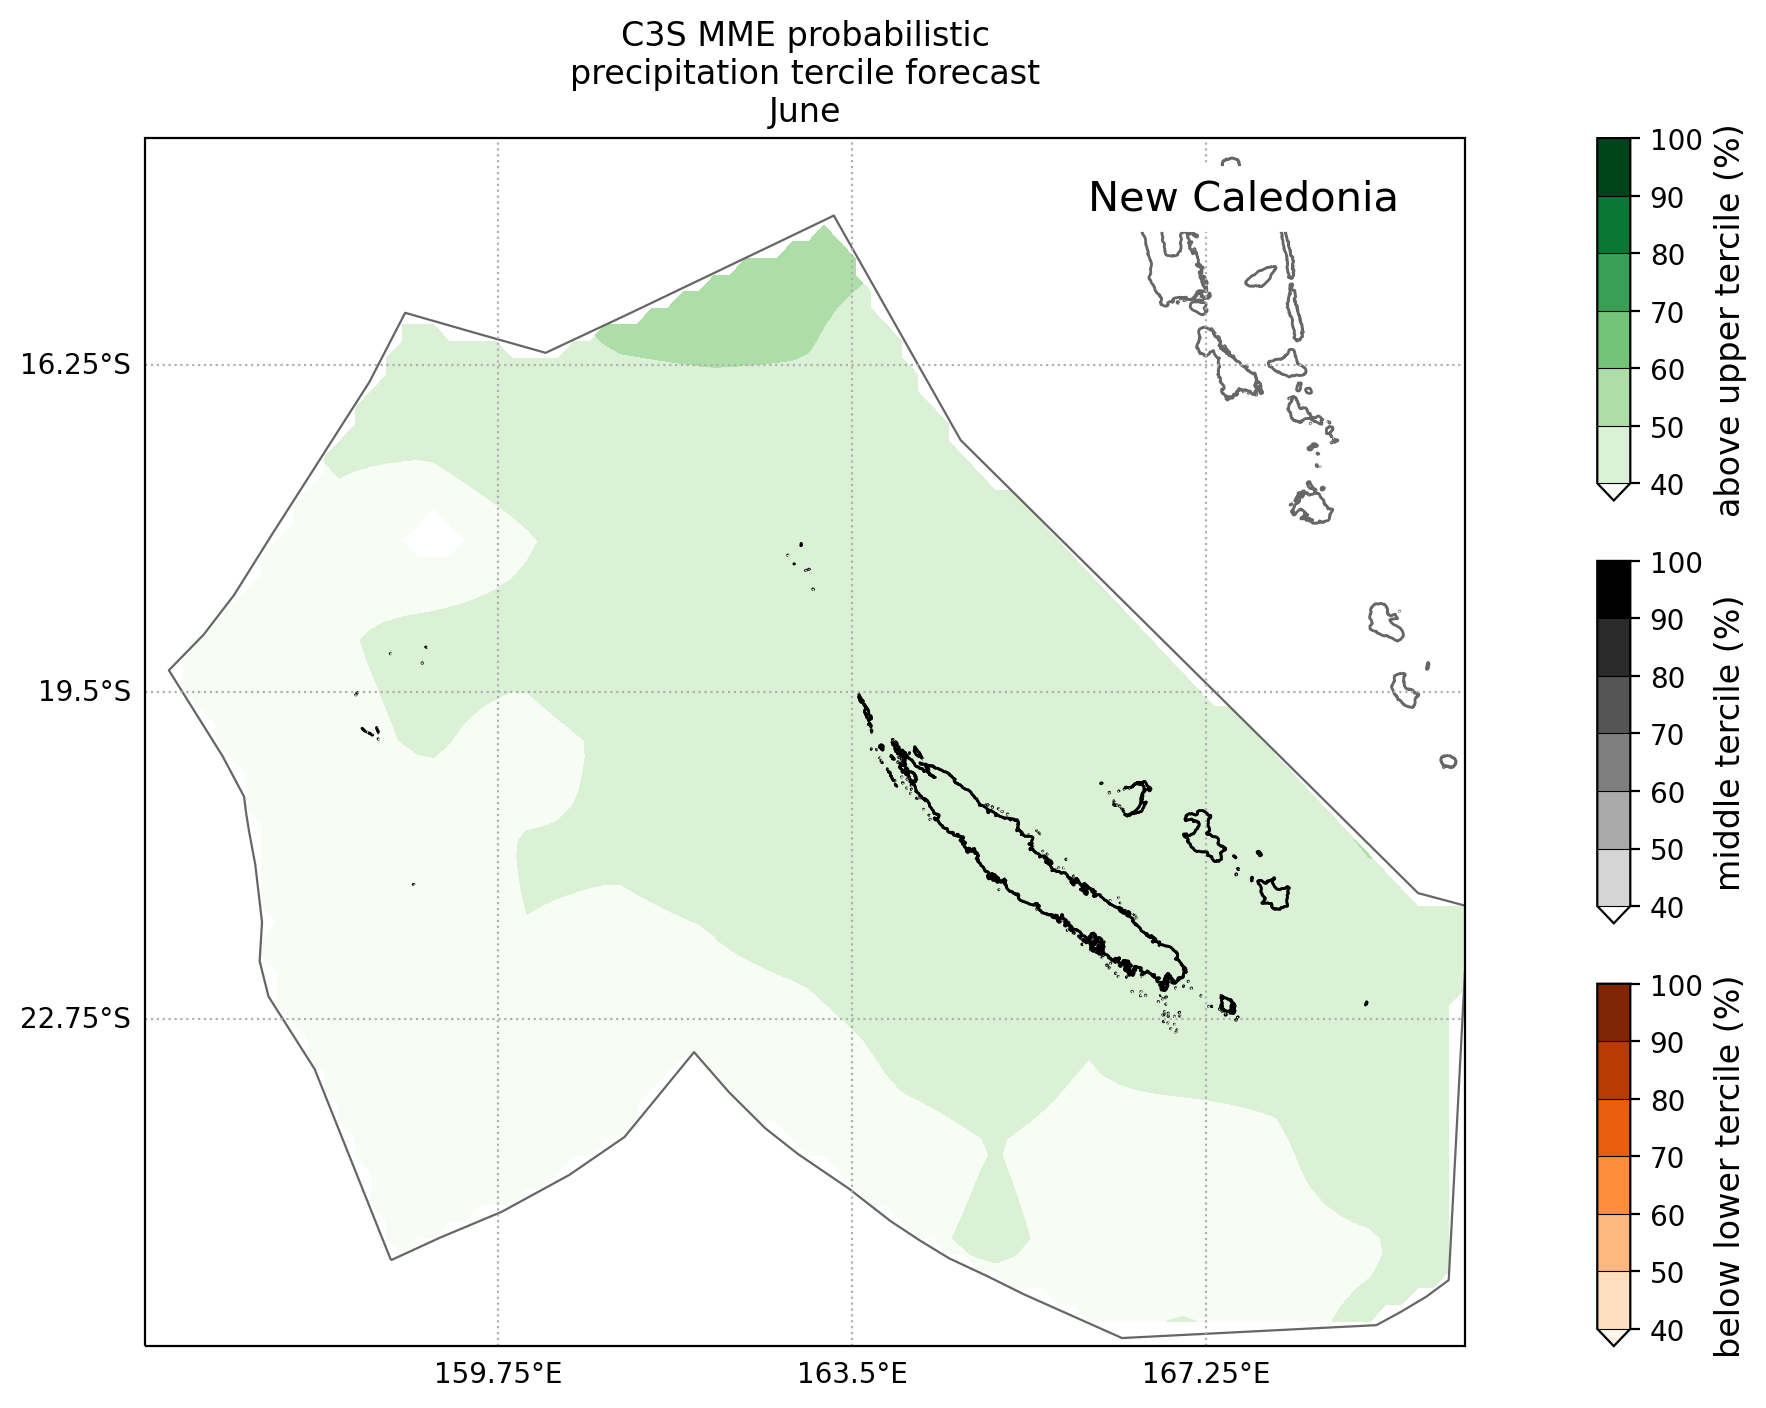 C3S MME probabilistic
precipitation tercile forecast
June
New Caledonia
16.25°S
19.5°S
22.75°S
159.75°E
163.5°E
167.25°E
100
90
80
70
60
50
40
above upper tercile (%)
100
90
80
70
60
50
40
middle tercile (%)
100
90
80
70
60
50
40
below lower tercile (%)